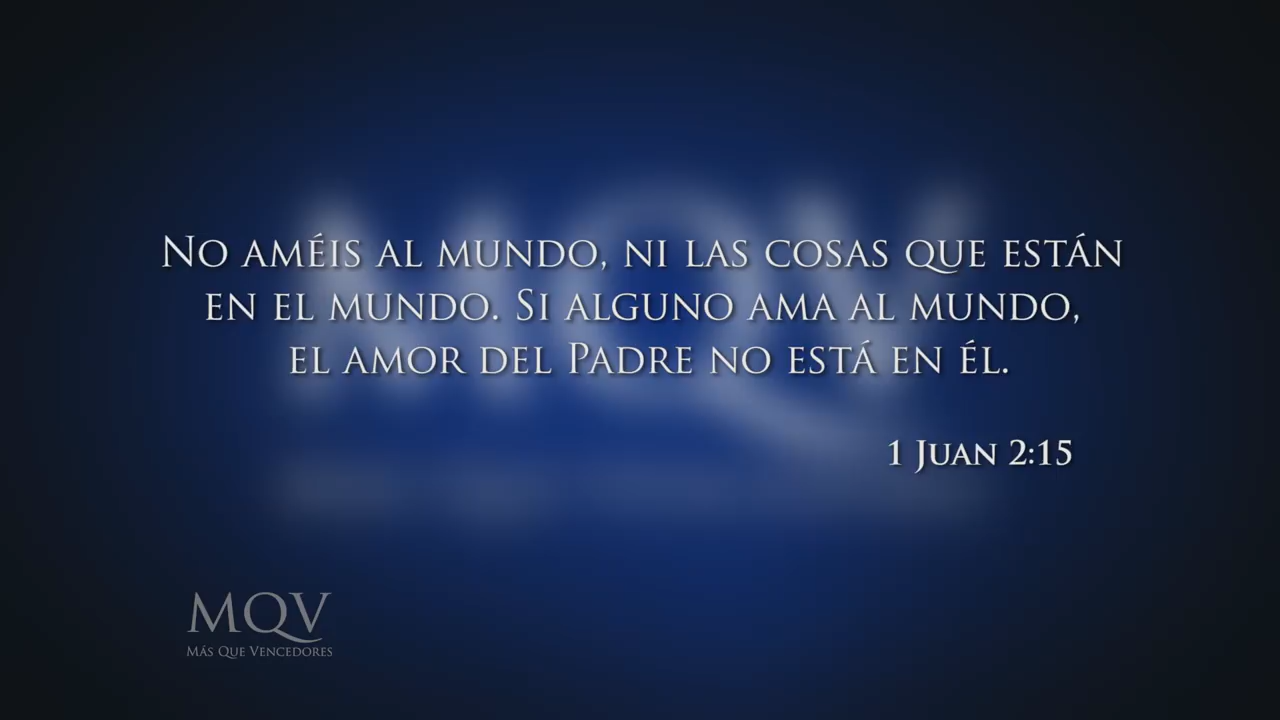 No améis al mundo, ni las cosas que están
en el mundo. Si alguno ama al mundo,
el amor del Padre no está en él.
1 Juan 2:15
MQV
Más Que Vencedores